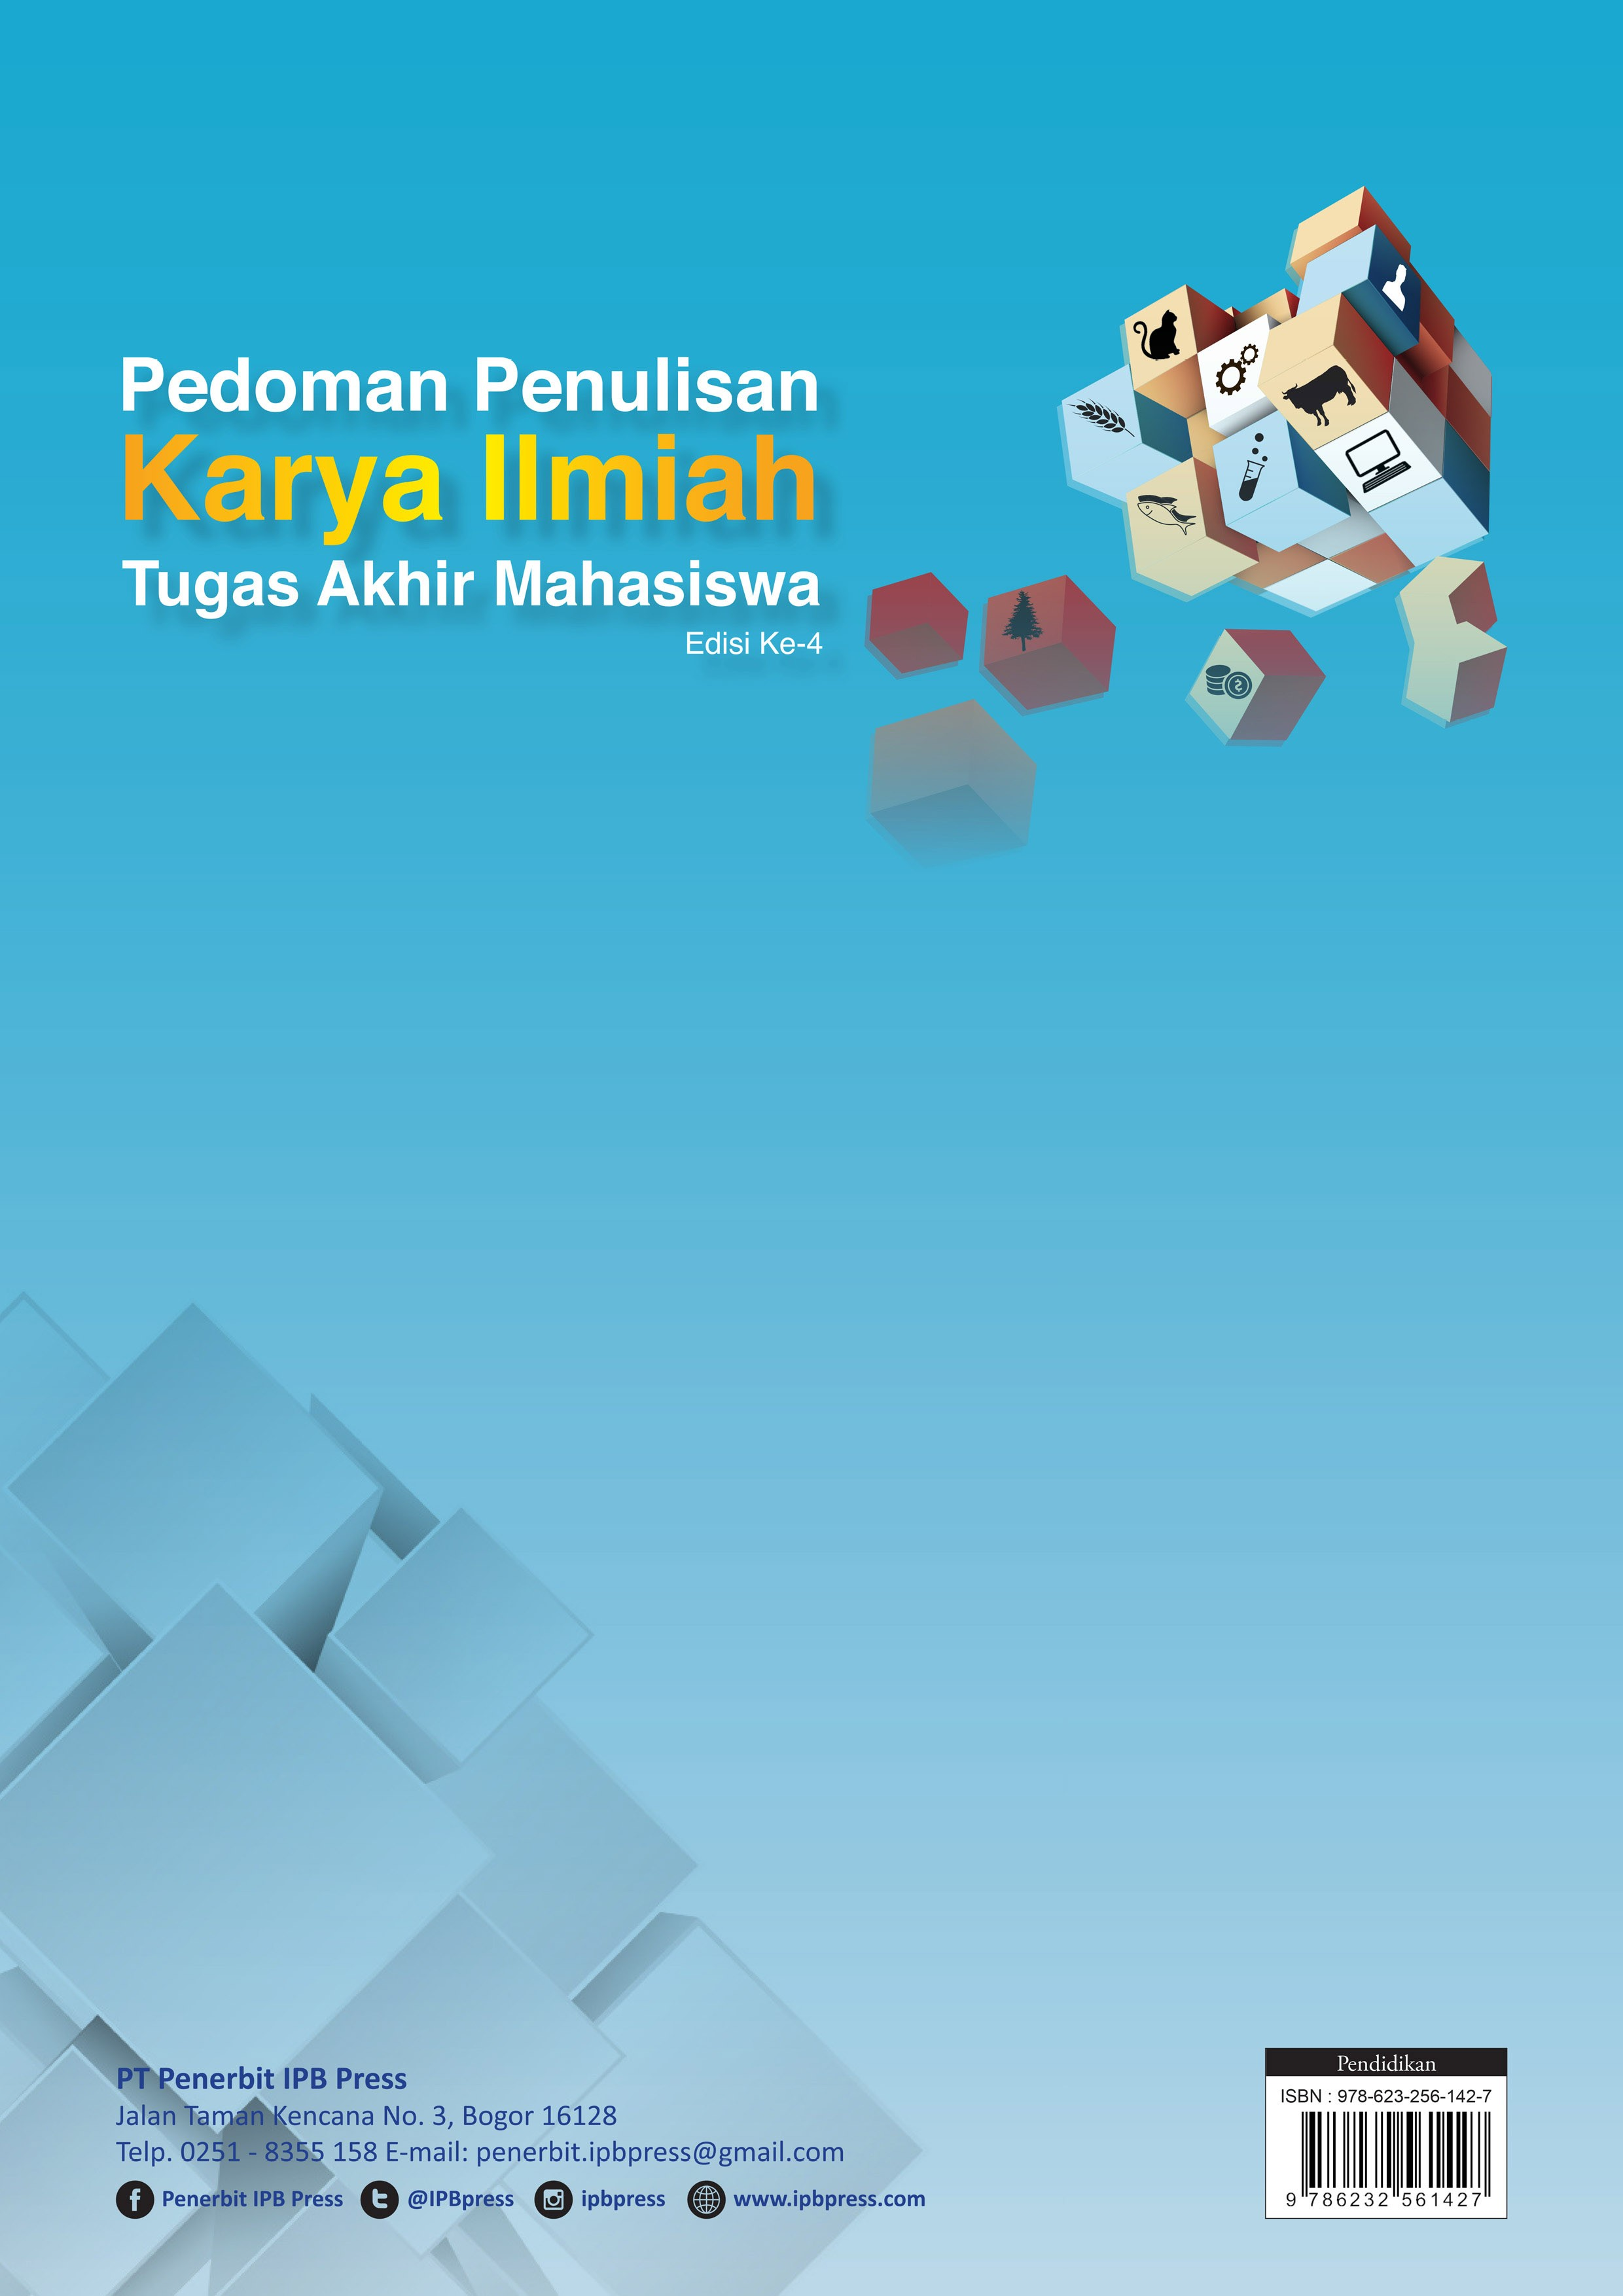 Pedoman Penulisan
Karya Ilmiah
Tugas Akhir Mahasiswa
Edisi Ke-4
PT Penerbit IPB Press
Jalan Taman Kencana No. 3, Bogor 16128
Telp. 0251 - 8355 158 E-mail: penerbit.ipbpress@gmail.com
Penerbit IPB Press @IPBpress ipbpress www.ipbpress.com
Pendidikan
ISBN : 978-623-256-142-7
9 786232 561427